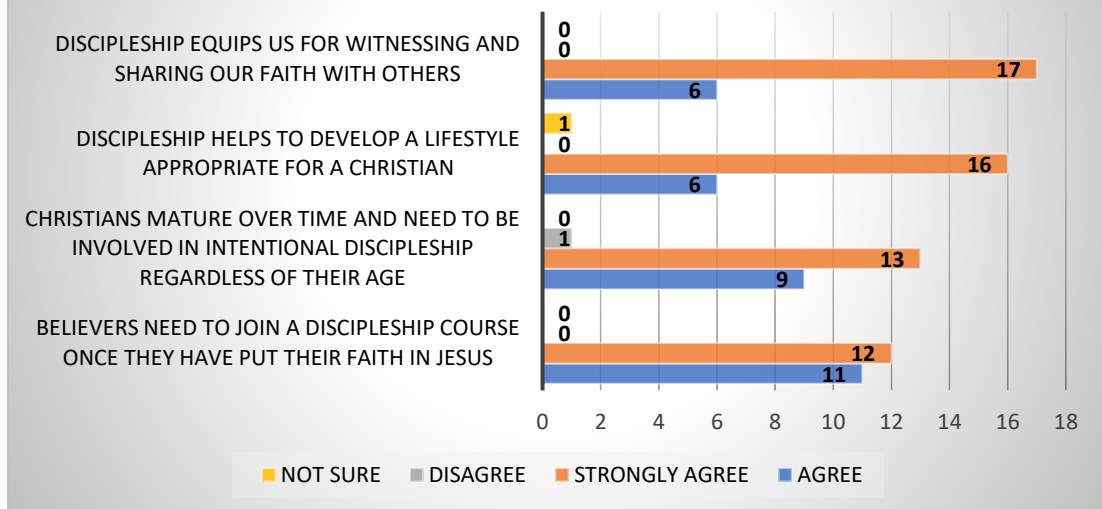 DISCIPLESHIP EQUIPS US FOR WITNESSING AND
SHARING OUR FAITH WITH OTHERS
0
0
17
6
DISCIPLESHIP HELPS TO DEVELOP A LIFESTYLE
APPROPRIATE FOR A CHRISTIAN
1
0
16
6
CHRISTIANS MATURE OVER TIME AND NEED TO BE
INVOLVED IN INTENTIONAL DISCIPLESHIP
REGARDLESS OF THEIR AGE
0
1
13
9
BELIEVERS NEED TO JOIN A DISCIPLESHIP COURSE
ONCE THEY HAVE PUT THEIR FAITH IN JESUS
0
0
12
11
0 2 4 6 8 10 12 14 16 18
NOT SURE DISAGREE STRONGLY AGREE AGREE